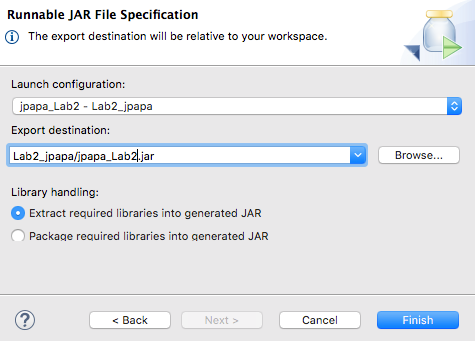 Runnable JAR File Specification
The export destination will be relative to your workspace.
Launch configuration:
jpapa_Lab2 - Lab2_jpapa
Export destination:
Lab2_jpapa/jpapa_Lab2.jar
Browse...
Library handling:
Extract required libraries into generated JAR
Package required libraries into generated JAR
?
< Back
Next >
Cancel
Finish